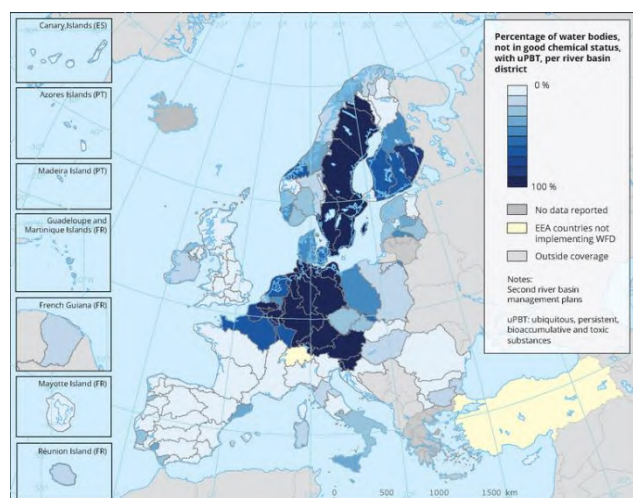 Canary Islands (ES)
Azores Islands (PT)
Madeira Island (PT)
Guadeloupe and
Martinique Islands (FR)
French Guiana (FR)
Mayotte Island (FR)
Réunion Island (FR)
Percentage of water bodies,
not in good chemical status,
with uPBT, per river basin
district
0 %
100 %
No data reported
EEA countries not
implementing WFD
Outside coverage
Notes:
Second river basin
management plans
uPBT: ubiquitous, persistent,
bioaccumulative and toxic
substances
0 500 1000 1500 km